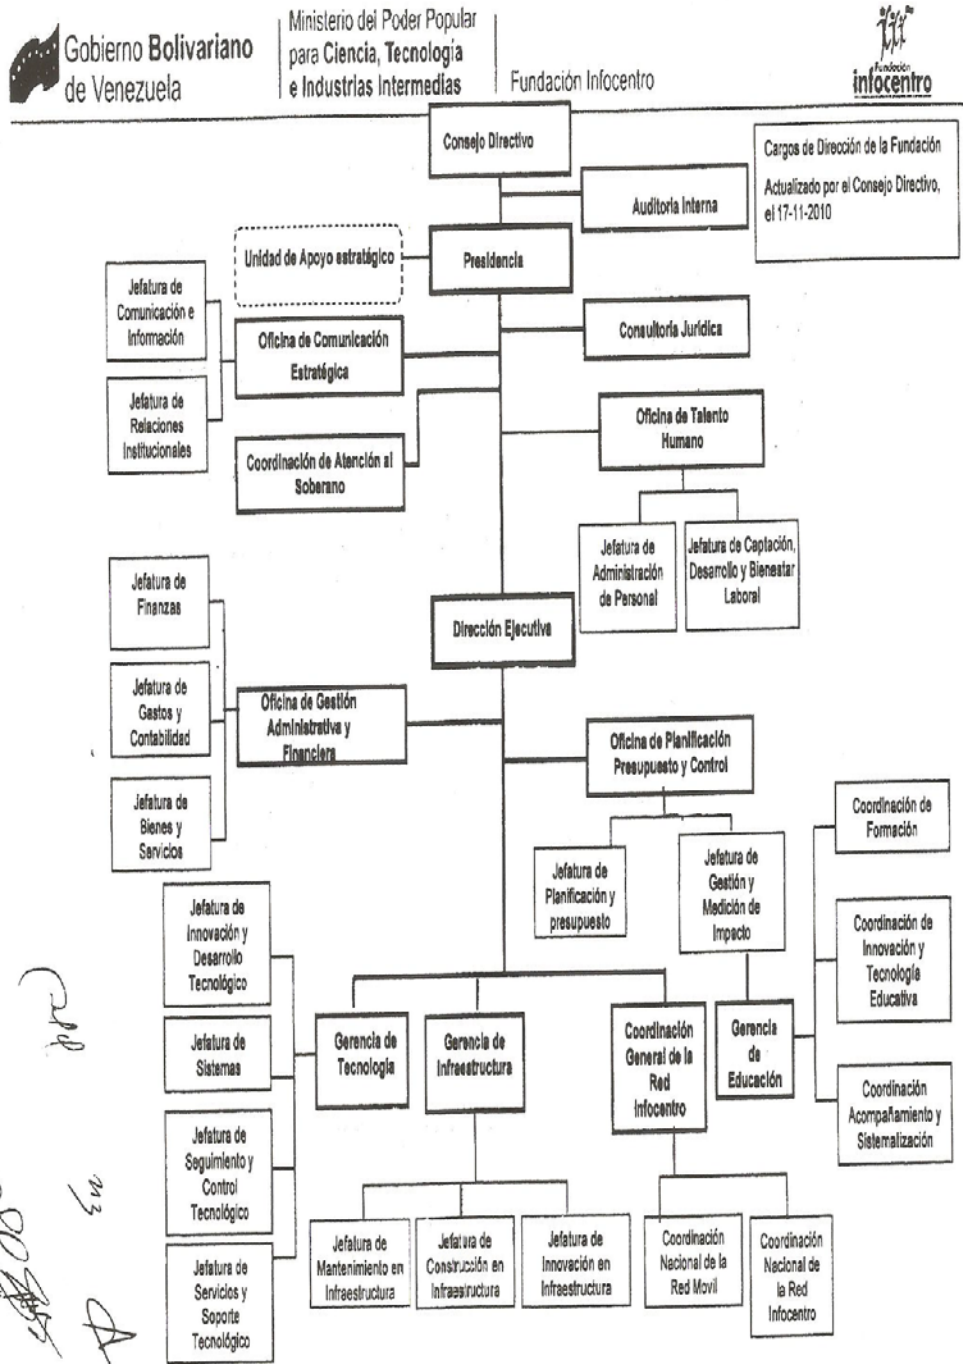 Gobierno Bolivariano
de Venezuela
Ministerio del Poder Popular
para Ciencia, Tecnología
e Industrias Intermedias
Fundación Infocentro
Fundación
infocentro
Consejo Directivo
Cargos de Dirección de la Fundación
Actualizado por el Consejo Directivo,
el 17-11-2010
Auditoría Interna
Unidad de Apoyo estratégico
Presidencia
Jefatura de
Comunicación e
Información
Oficina de Comunicación
Estratégica
Consultoría Jurídica
Jefatura de
Relaciones
Institucionales
Oficina de Talento
Humano
Coordinación de Atención al
Soberano
Jefatura de
Administración
de Personal
Jefatura de Captación,
Desarrollo y Bienestar
Laboral
Jefatura de
Finanzas
Dirección Ejecutiva
Jefatura de
Gastos y
Contabilidad
Oficina de Gestión
Administrativa y
Financiera
Oficina de Planificación
Presupuesto y Control
Jefatura de
Bienes y
Servicios
Coordinación de
Formación
Jefatura de
Planificación y
presupuesto
Jefatura de
Gestión y
Medición de
Impacto
Jefatura de
Innovación y
Desarrollo
Tecnológico
Coordinación de
Innovación y
Tecnología
Educativa
Jefatura de
Sistemas
Gerencia de
Tecnología
Gerencia de
Infraestructura
Coordinación
General de la
Red
Infocentro
Gerencia
de
Educación
Coordinación
Acompañamiento y
Sistemalización
Jefatura de
Seguimiento y
Control
Tecnológico
Jefatura de
Servicios y
Soporte
Tecnológico
Jefatura de
Mantenimiento en
Infraestructura
Jefatura de
Construcción en
Infraestructura
Jefatura de
Innovación en
Infraestructura
Coordinación
Nacional de la
Red Movil
Coordinación
Nacional de
la Red
Infocentro